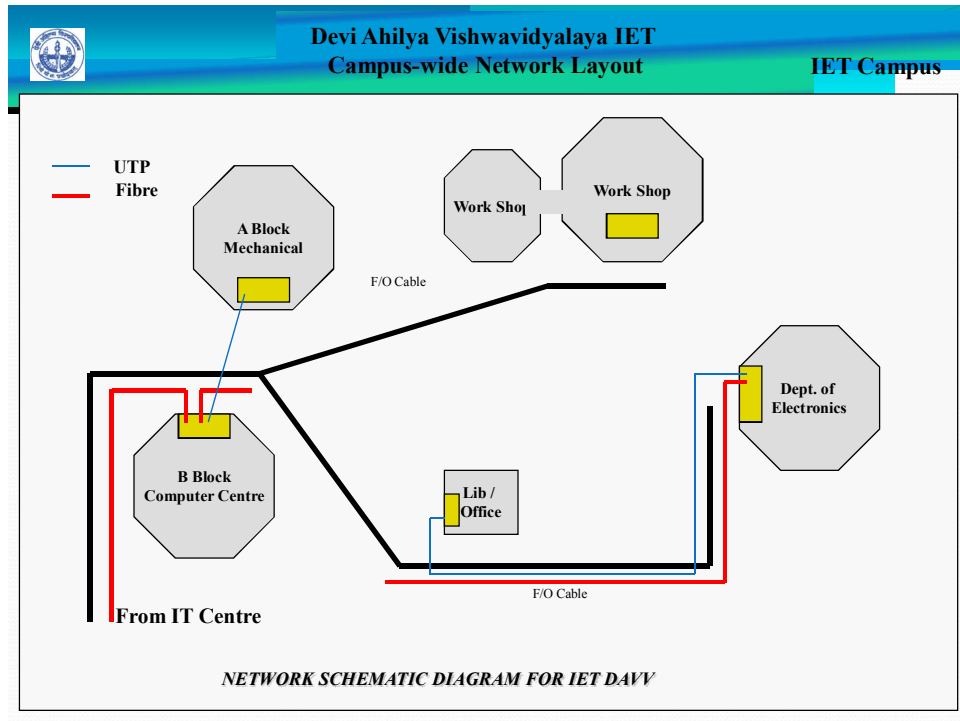 Devi Ahilya Vishwavidyalaya IET
Campus-wide Network Layout
IET Campus
UTP
Fibre
A Block
Mechanical
Work Shop
Work Shop
F/O Cable
Dept. of
Electronics
B Block
Computer Centre
Lib /
Office
F/O Cable
From IT Centre
NETWORK SCHEMATIC DIAGRAM FOR IET DAVV